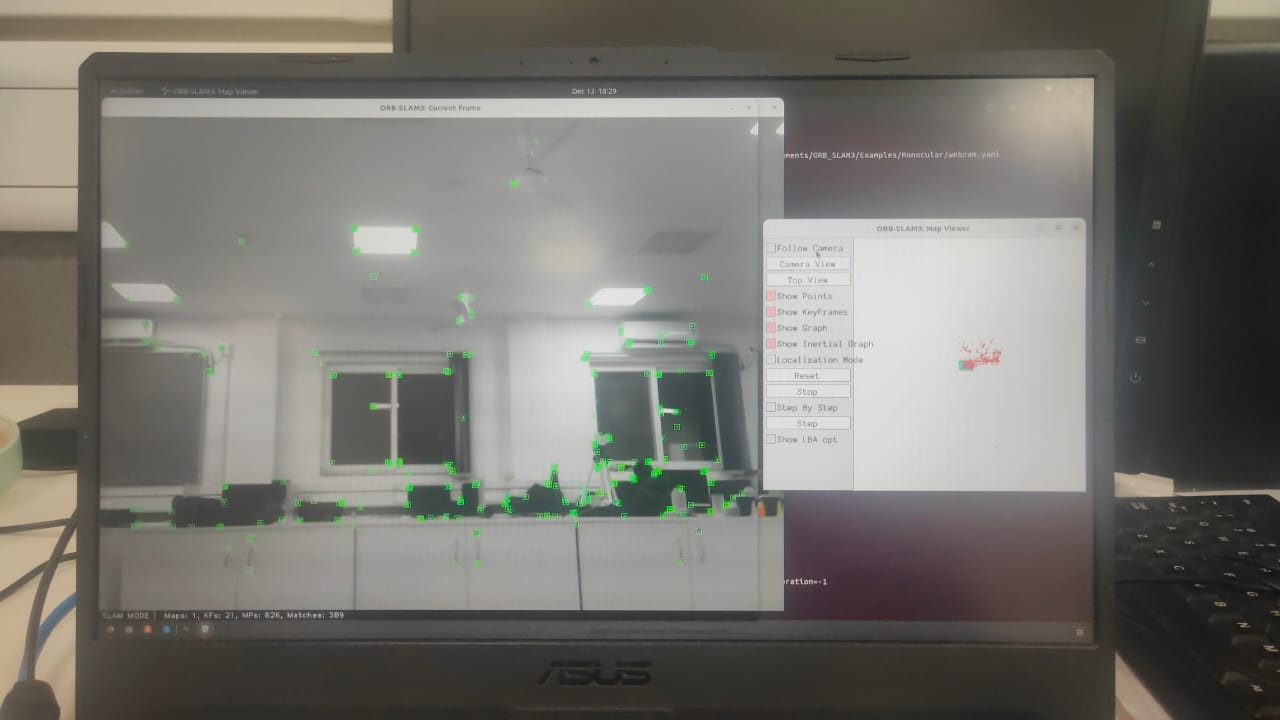 Activities ORB-SLAM3: Map Viewer
Dec 13 18:29
ORB-SLAM3: Current Frame
ments/ORB_SLAM3/Examples/Monocular/webcam.yaml
ORB-SLAM3: Map Viewer
Follow Camera
Camera View
Top View
Show Points
Show KeyFrames
Show Graph
Show Inertial Graph
Localization Mode
Reset
Stop
Step By Step
Step
Show LBA opt
uration=-1
SLAM MODE | Maps: 1, KFs: 21, MPs: 826, Matches: 389
ASUS